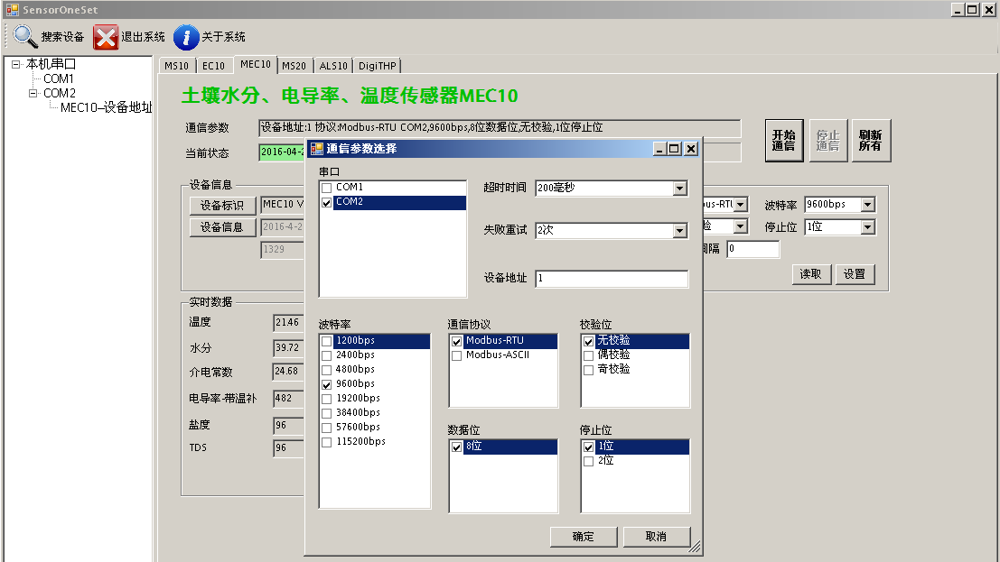 SensorOneSet
搜索设备 退出系统 关于系统
本机串口
COM1
COM2
MEC10--设备地址
MS10 EC10 MEC10 MS20 ALS10 DigiTHP
土壤水分、电导率、温度传感器MEC10
通信参数 设备地址:1 协议:Modbus-RTU COM2,9600bps,8位数据位,无校验,1位停止位
当前状态 2016-04-2
开始通信
停止通信
刷新所有
设备信息
设备标识 MEC10 V
设备信息 2016-4-2
1329
实时数据
温度 21.46
水分 39.72
介电常数 24.68
电导率-带温补 482
盐度 96
TDS 96
通信参数选择
串口
COM1
COM2
超时时间 200毫秒
失败重试 2次
设备地址 1
波特率
1200bps
2400bps
4800bps
9600bps
19200bps
38400bps
57600bps
115200bps
通信协议
Modbus-RTU
Modbus-ASCII
校验位
无校验
偶校验
奇校验
数据位
8位
停止位
1位
2位
确定 取消
bus-RTU 波特率 9600bps
验 停止位 1位
间隔 0
读取 设置